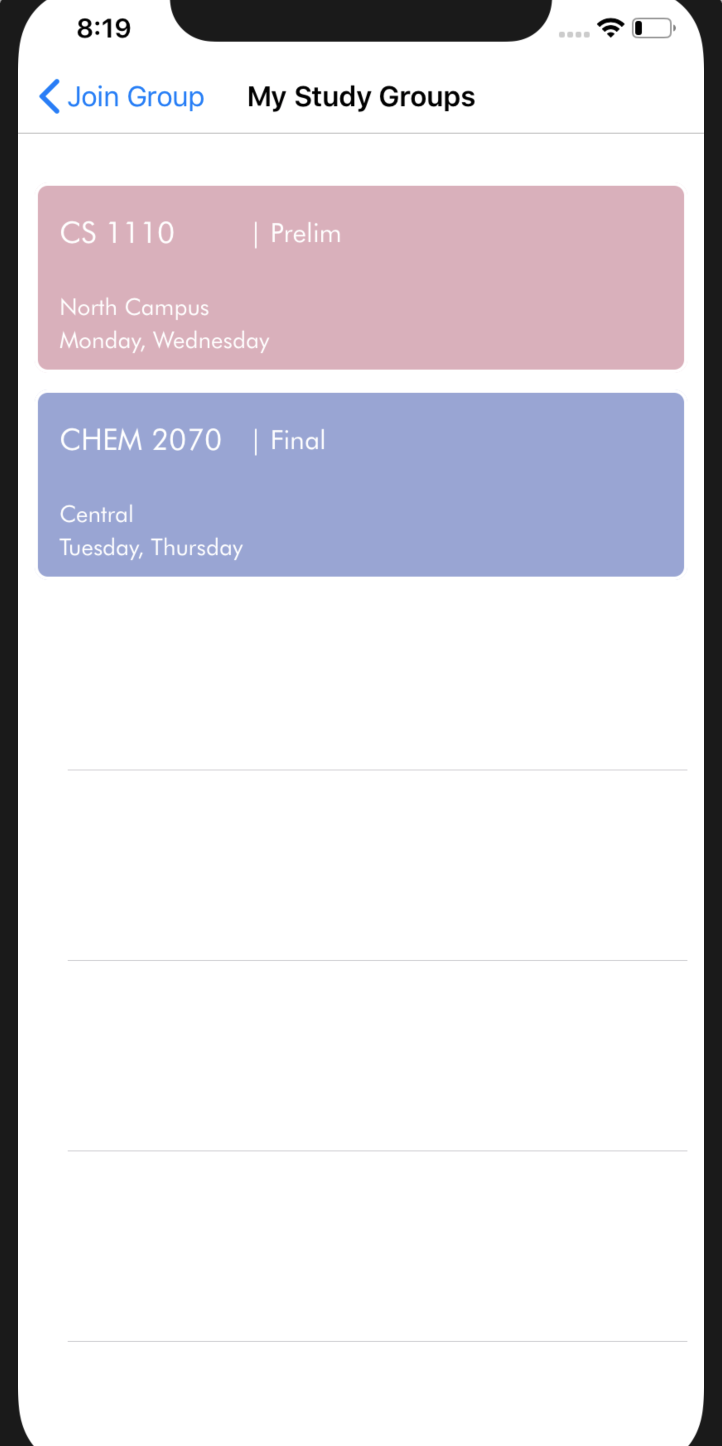 8:19
Join Group My Study Groups
CS 1110 | Prelim
North Campus
Monday, Wednesday
CHEM 2070 | Final
Central
Tuesday, Thursday